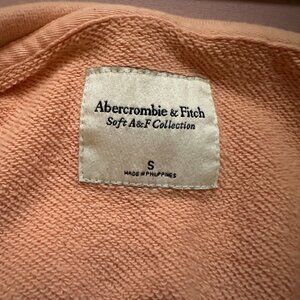 Abercrombie & Fitch
Soft A&F Collection
S
MADE IN PHILIPPINES